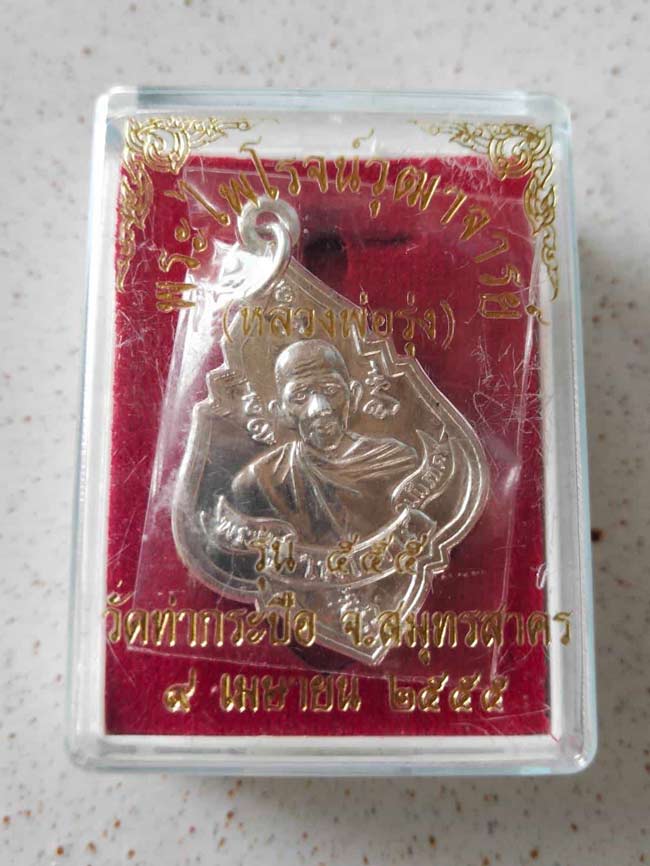 พระไพโรจน์วุฒาจารย์
(หลวงพ่อรุ่ง)
รุ่น ๕๕๕
วัดท่ากระบือ จ.สมุทรสาคร
๙ เมษายน ๒๕๕๕